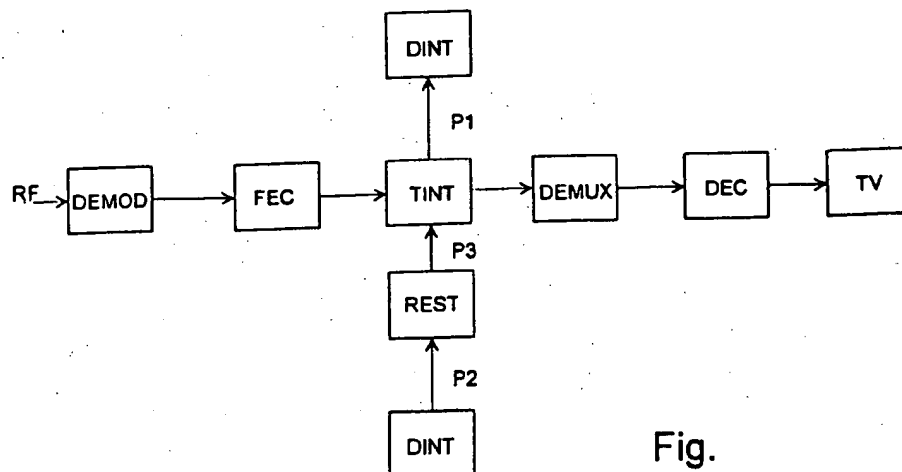 DINT
P1
RF
DEMOD
FEC
TINT
DEMUX
DEC
TV
P3
REST
P2
DINT
Fig.